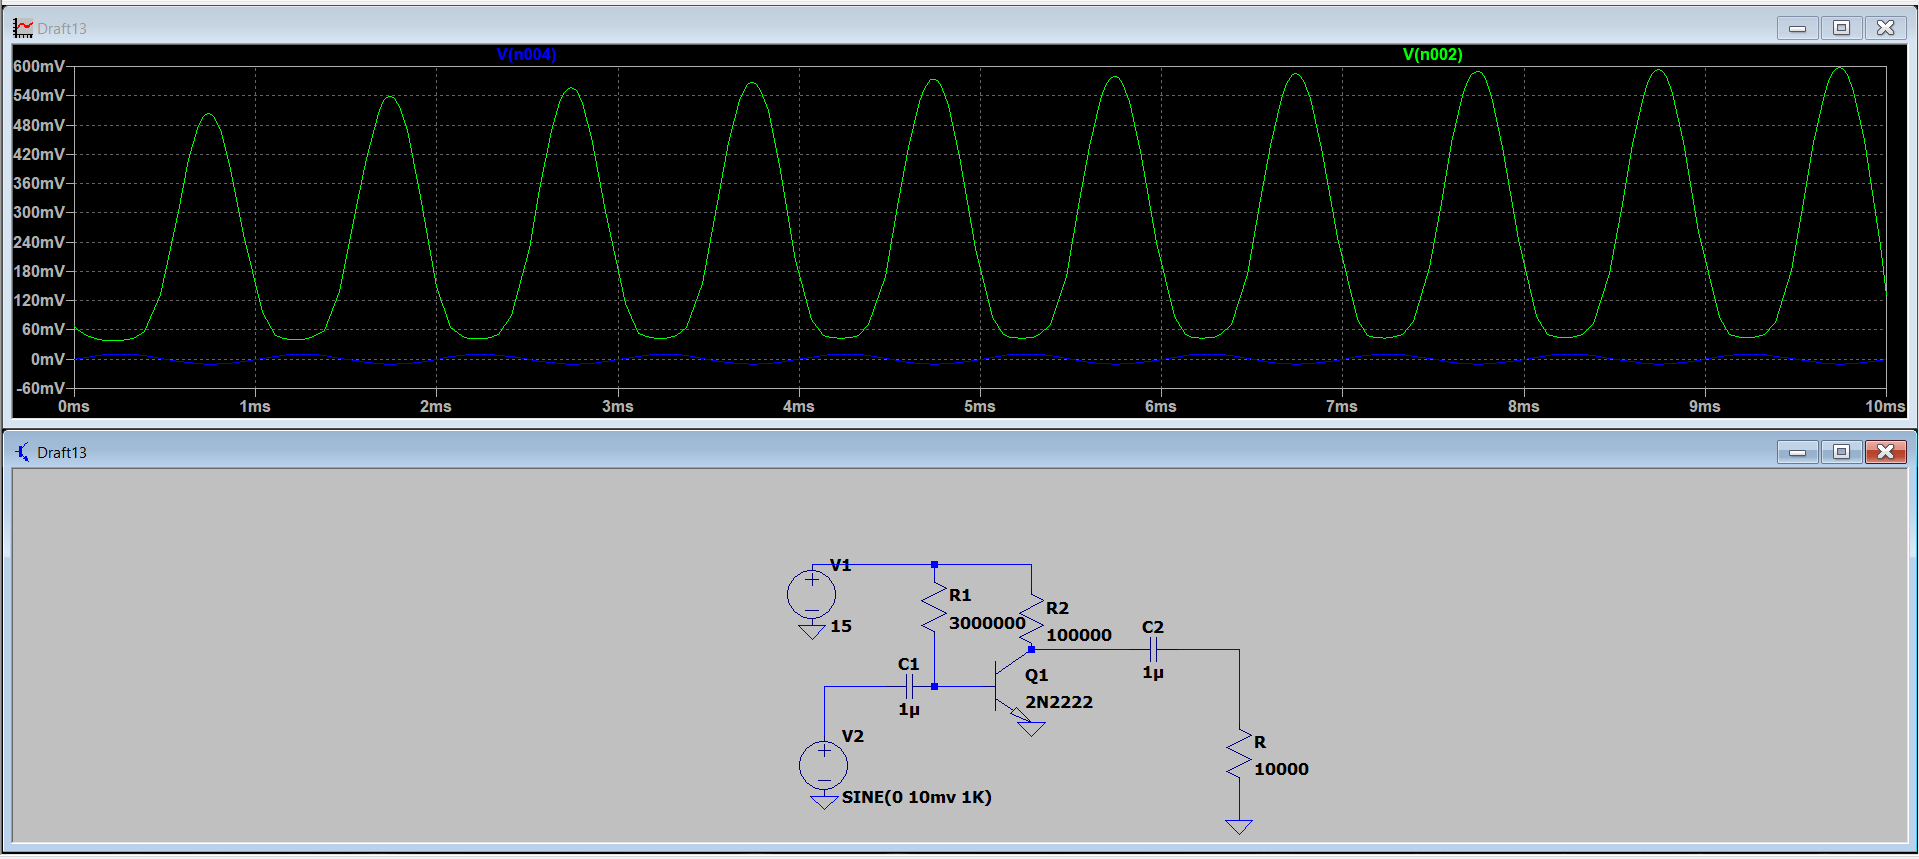 Draft13
V(n004) V(n002)
600mV
540mV
480mV
420mV
360mV
300mV
240mV
180mV
120mV
60mV
0mV
-60mV
0ms 1ms 2ms 3ms 4ms 5ms 6ms 7ms 8ms 9ms 10ms
Draft13
V1
15
R1
3000000
R2
100000
C2
1µ
C1
1µ
Q1
2N2222
V2
SINE(0 10mv 1K)
R
10000